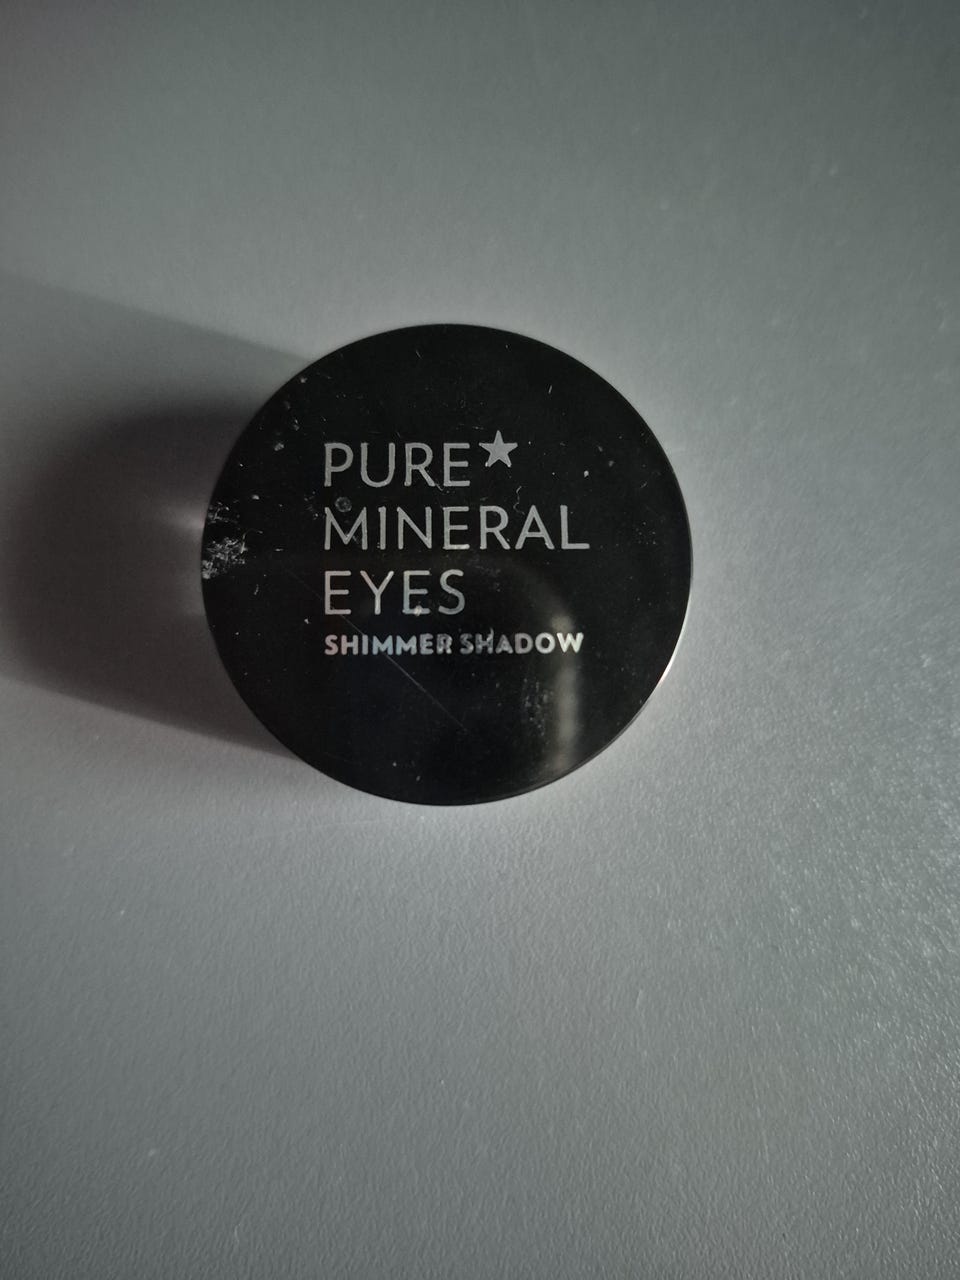 PURE★
MINERAL
EYES
SHIMMER SHADOW